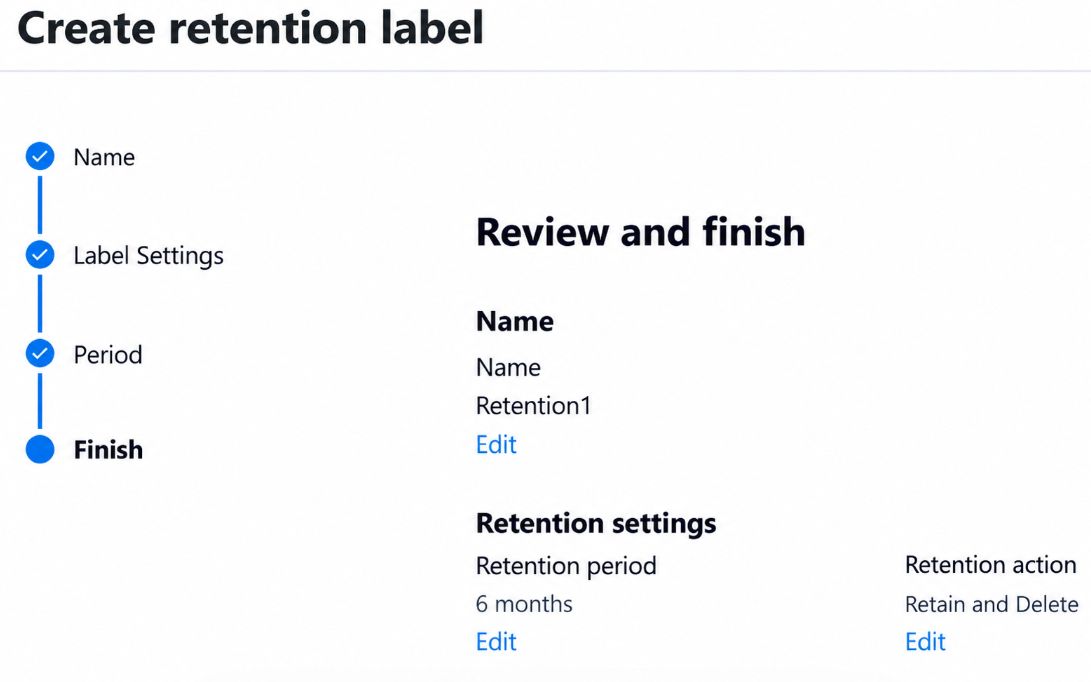 Create retention label
Name
Label Settings
Period
Finish
Review and finish
Name
Name
Retention1
Edit
Retention settings
Retention period
6 months
Edit
Retention action
Retain and Delete
Edit